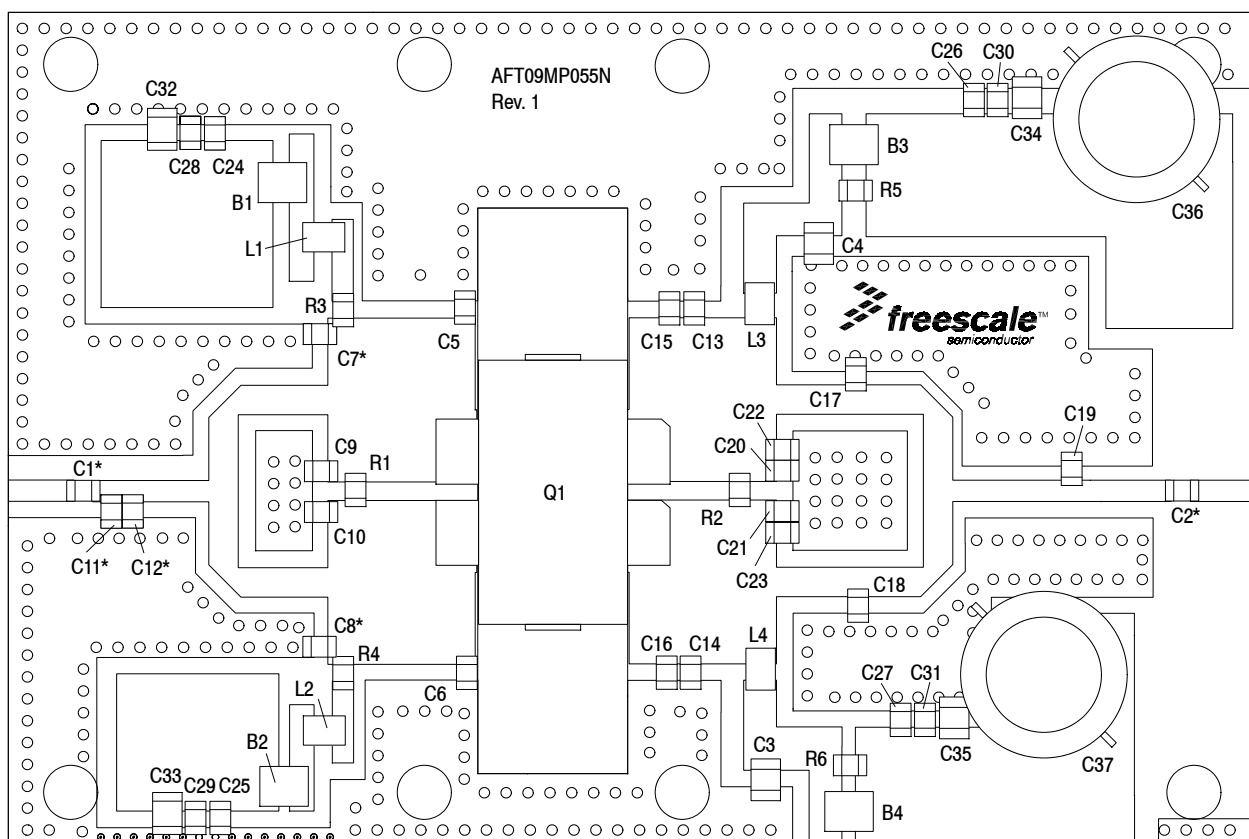 AFT09MP055N
Rev. 1
C26
C30
C32
C34
B3
C28
C24
R5
B1
C36
L1
C4
R3
freescale™
semiconductor
C5
C15
C13
L3
C7*
C17
C22
C19
C9
R1
C20
C1*
Q1
R2
C2*
C10
C21
C11*
C12*
C23
C18
C8*
R4
C16
C14
L4
C27
C31
L2
C6
B2
C3
R6
C35
C37
C33
C29
C25
B4